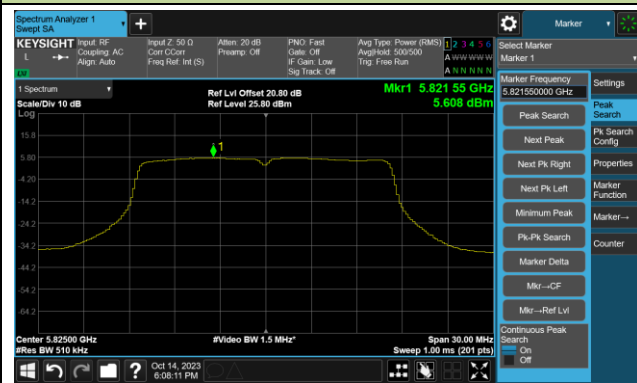 Spectrum Analyzer 1
Swept SA
+
Marker
KEYSIGHT
Input: RF
Coupling: AC
Align: Auto
Input Z: 50 Ω
Corr CCorr
Freq Ref: Int (S)
Atten: 20 dB
Preamp: Off
PNO: Fast
Gate: Off
IF Gain: Low
Sig Track: Off
Avg Type: Power (RMS)
Avg|Hold: 500/500
Trig: Free Run
1 2 3 4 5 6
A W W W W W
A N N N N N
L
Select Marker
Marker 1
1 Spectrum
Scale/Div 10 dB
Log
Ref Lvl Offset 20.80 dB
Ref Level 25.80 dBm
Mkr1 5.821 55 GHz
5.608 dBm
15.8
5.80
-4.20
-14.2
-24.2
-34.2
-44.2
-54.2
-64.2
1
Center 5.82500 GHz
#Res BW 510 kHz
#Video BW 1.5 MHz*
Span 30.00 MHz
Sweep 1.00 ms (201 pts)
Marker Frequency
5.821550000 GHz
Peak Search
Next Peak
Next Pk Right
Next Pk Left
Minimum Peak
Pk-Pk Search
Marker Delta
Mkr→CF
Mkr→Ref Lvl
Continuous Peak
Search
On
Off
Settings
Peak
Search
Pk Search
Config
Properties
Marker
Function
Marker→
Counter
?
Oct 14, 2023
6:08:11 PM